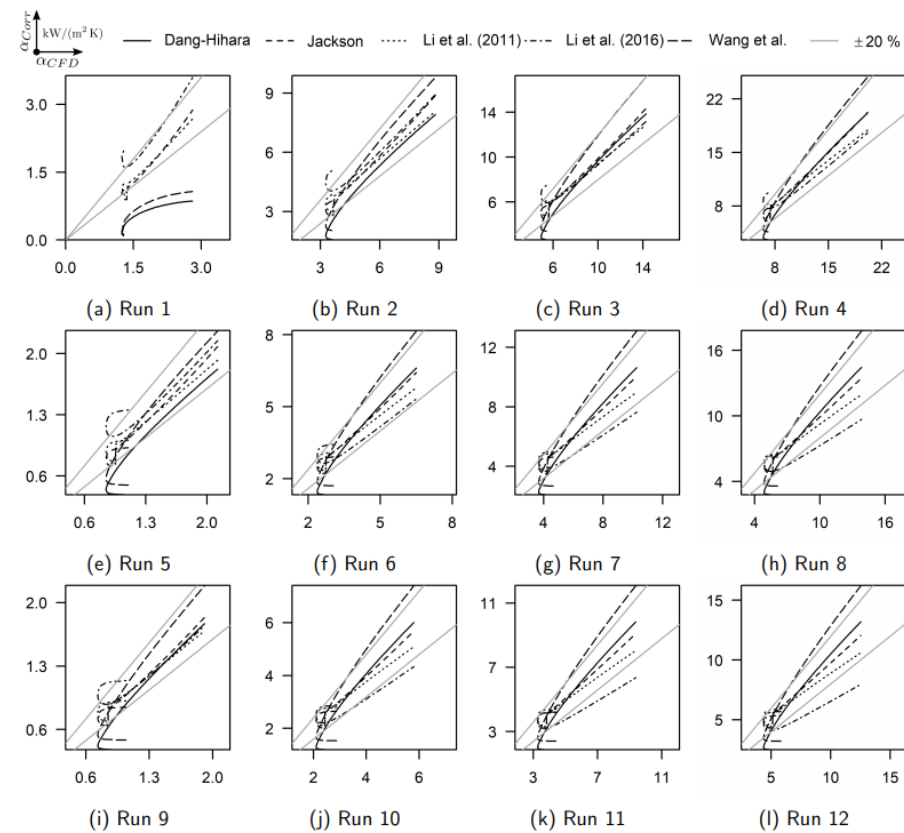 α_Corr
kW/(m² K)
α_CFD
Dang-Hihara Jackson Li et al. (2011) Li et al. (2016) Wang et al. ±20 %
3.0
1.5
0.0
0.0 1.5 3.0
(a) Run 1
9
6
3
3 6 9
(b) Run 2
14
10
6
6 10 14
(c) Run 3
22
15
8
8 15 22
(d) Run 4
2.0
1.3
0.6
0.6 1.3 2.0
(e) Run 5
8
5
2
2 4 6 8
(f) Run 6
12
8
4
4 8 12
(g) Run 7
16
10
4
4 10 16
(h) Run 8
2.0
1.3
0.6
0.6 1.3 2.0
(i) Run 9
6
4
2
2 4 6
(j) Run 10
11
7
3
3 7 11
(k) Run 11
15
10
5
5 10 15
(l) Run 12